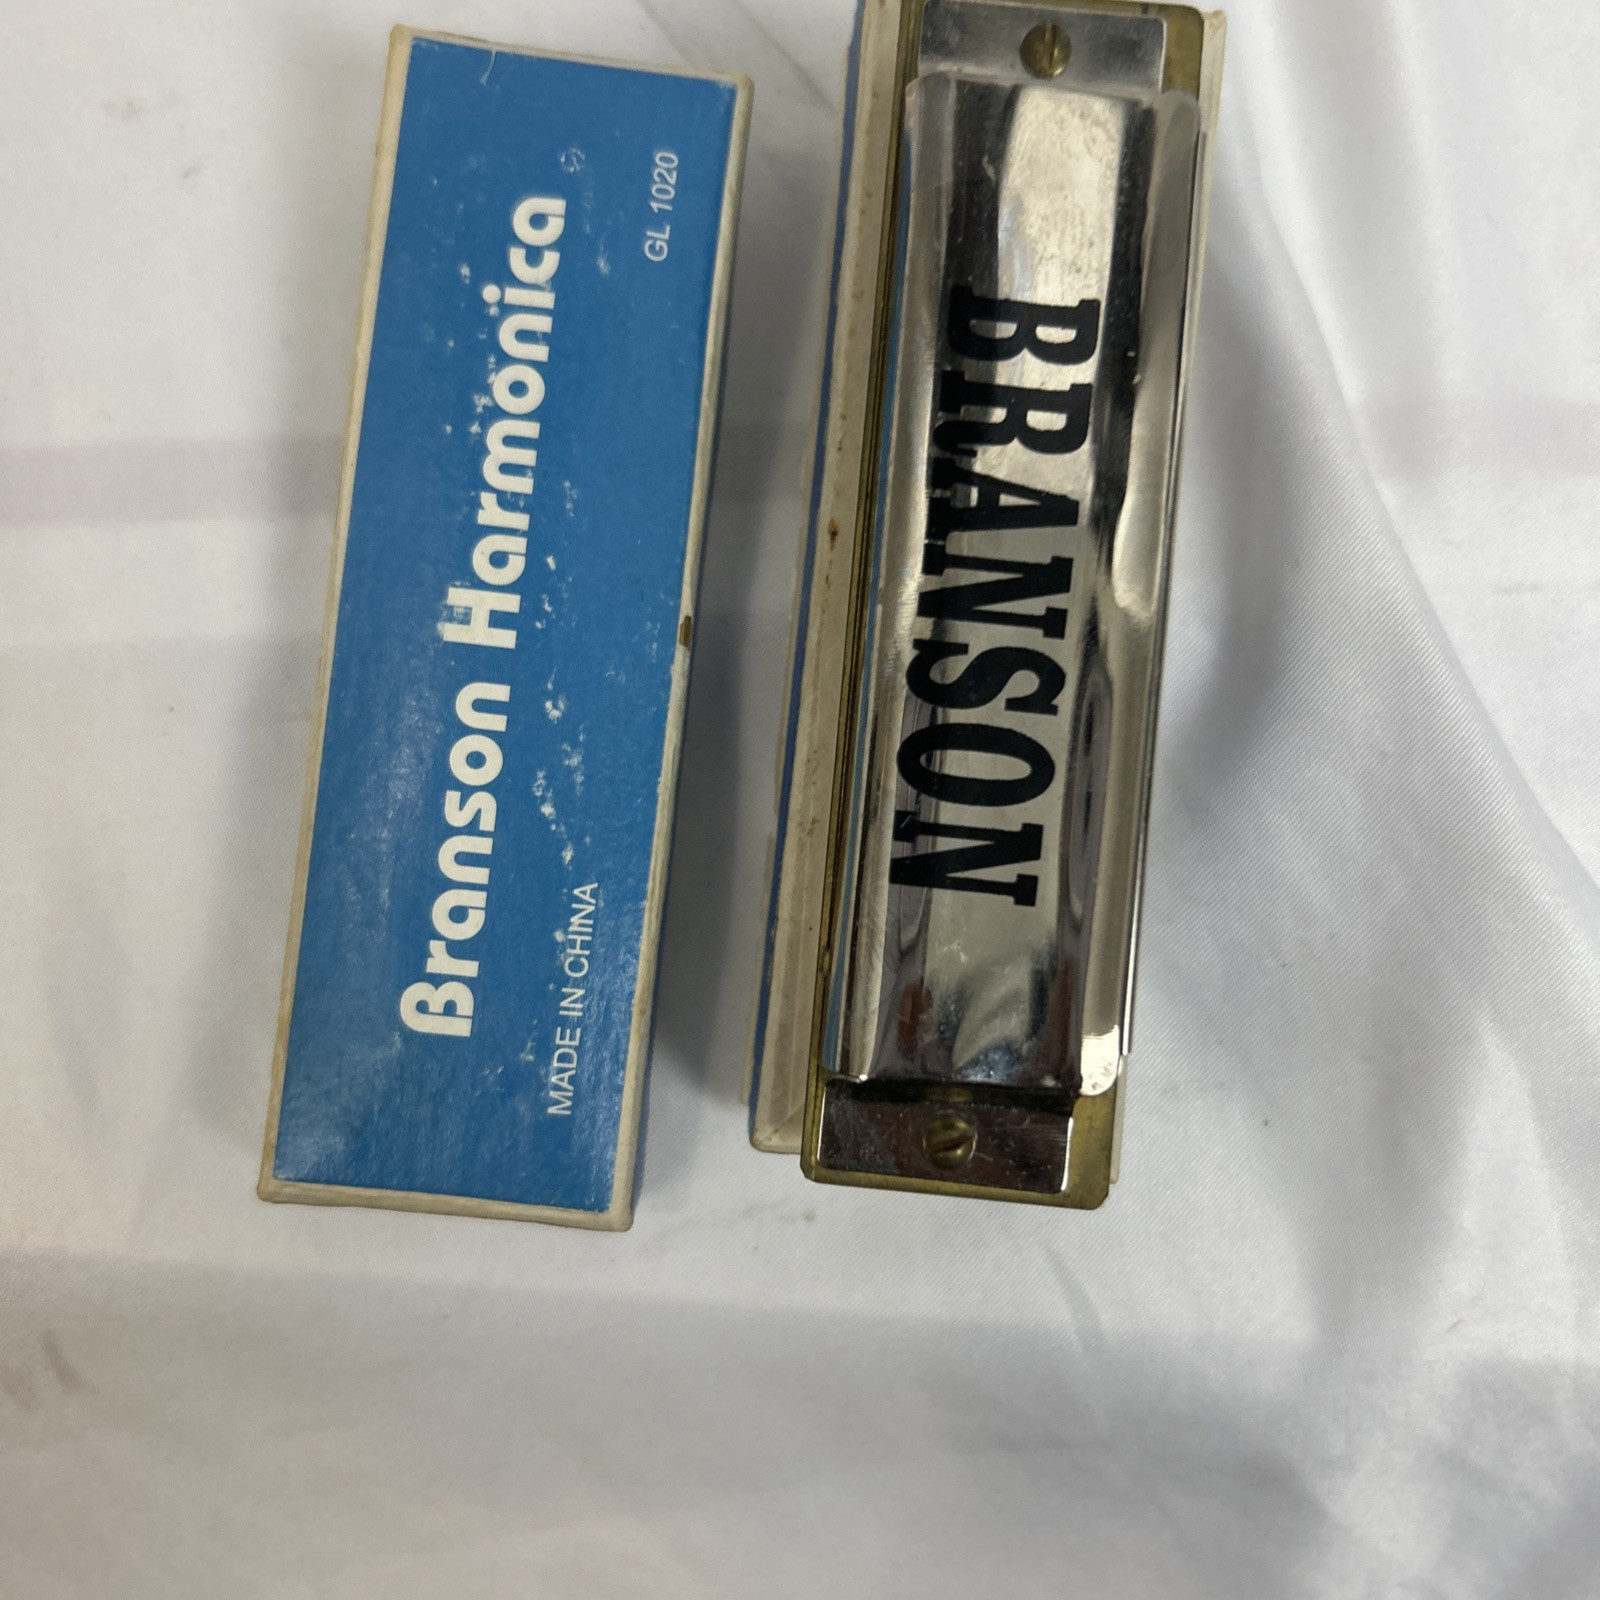 Branson Harmonica
MADE IN CHINA
GL 1020
BRANSON